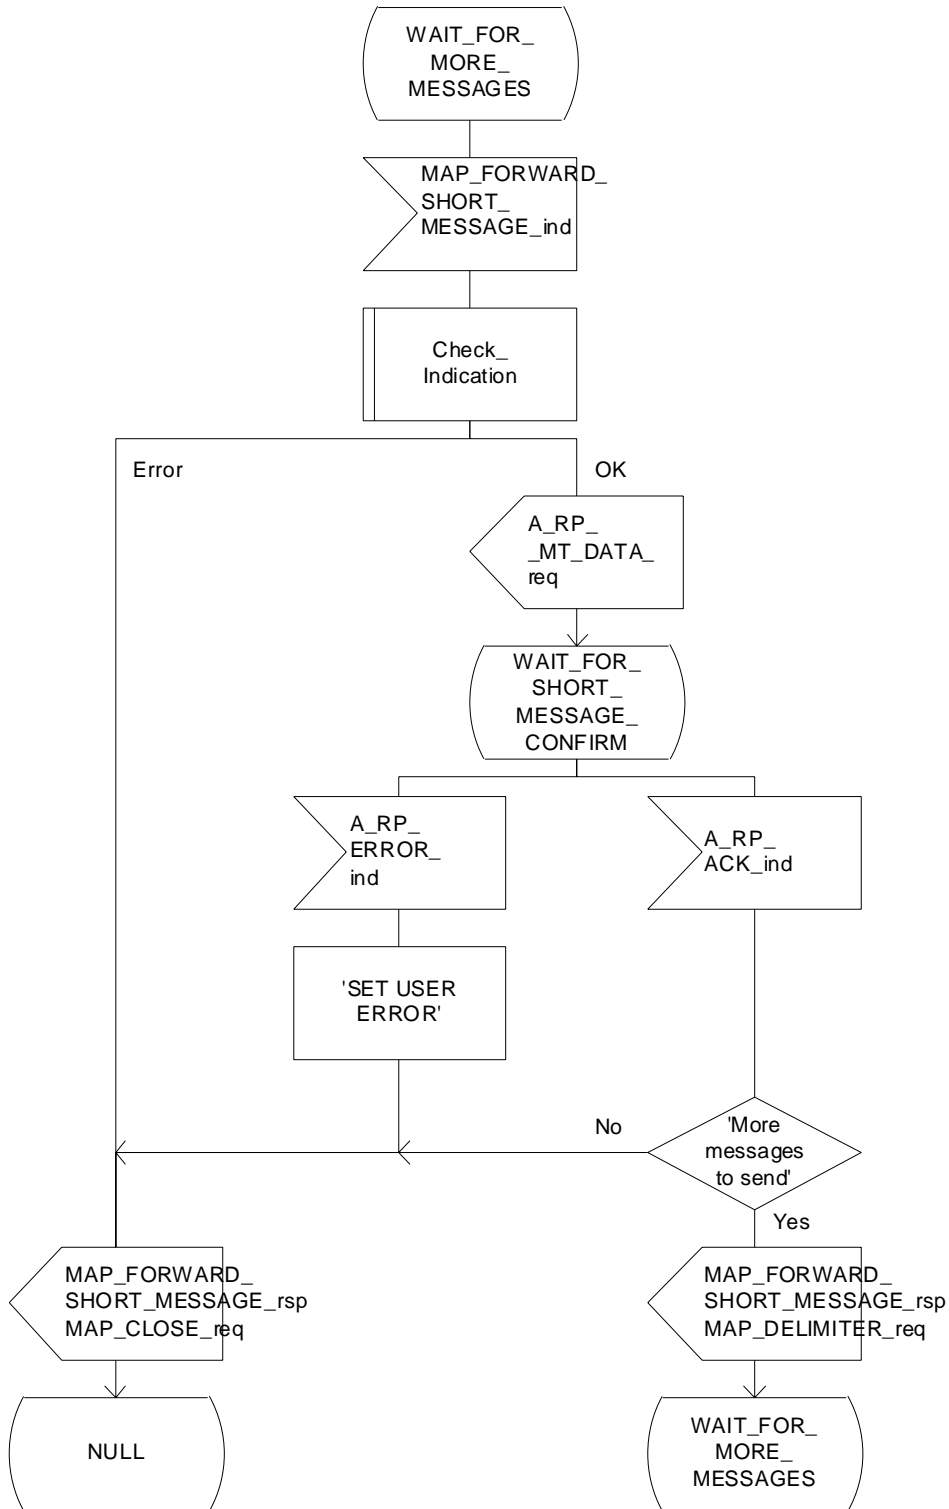 WAIT_FOR_
MORE_
MESSAGES
MAP_FORWARD_
SHORT_
MESSAGE_ind
Check_
Indication
Error
OK
A_RP_
_MT_DATA_
req
WAIT_FOR_
SHORT_
MESSAGE_
CONFIRM
A_RP_
ERROR_
ind
A_RP_
ACK_ind
'SET USER
ERROR'
No
'More
messages
to send'
Yes
MAP_FORWARD_
SHORT_MESSAGE_rsp
MAP_CLOSE_req
MAP_FORWARD_
SHORT_MESSAGE_rsp
MAP_DELIMITER_req
NULL
WAIT_FOR_
MORE_
MESSAGES